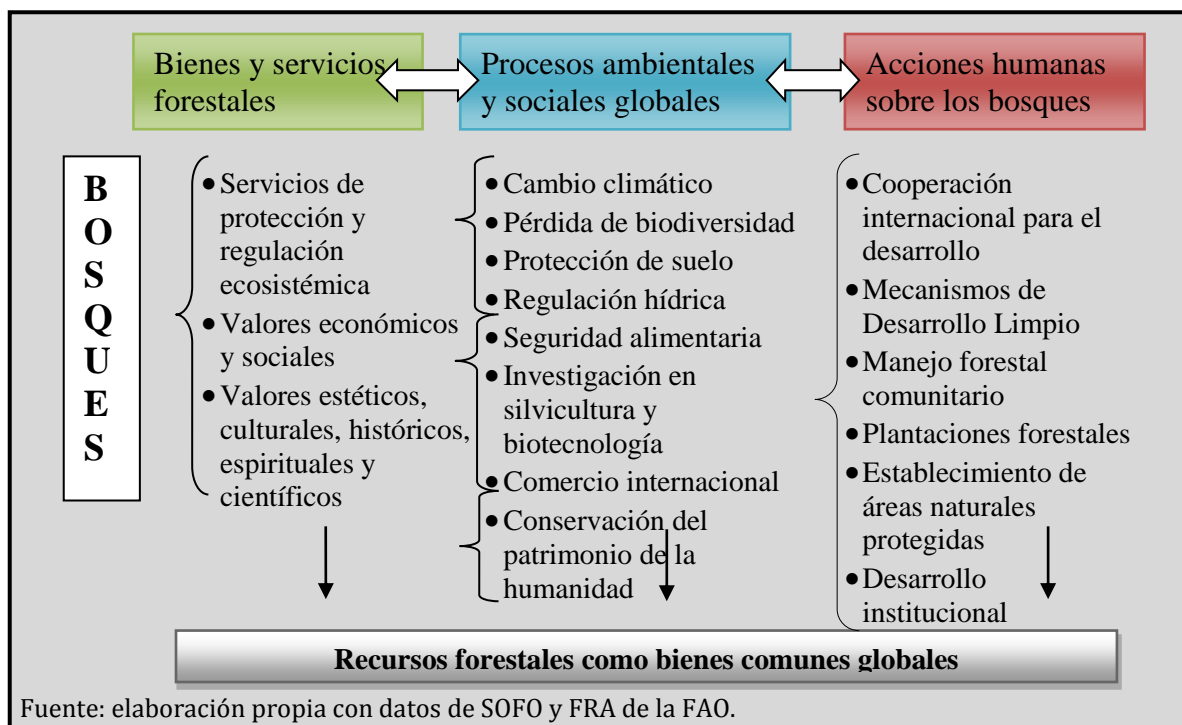 Bienes y servicios
forestales
Procesos ambientales
y sociales globales
Acciones humanas
sobre los bosques
B
O
S
Q
U
E
S
• Servicios de
protección y
regulación
ecosistémica
• Valores económicos
y sociales
• Valores estéticos,
culturales, históricos,
espirituales y
científicos
• Cambio climático
• Pérdida de biodiversidad
• Protección de suelo
• Regulación hídrica
• Seguridad alimentaria
• Investigación en
silvicultura y
biotecnología
• Comercio internacional
• Conservación del
patrimonio de la
humanidad
• Cooperación
internacional para el
desarrollo
• Mecanismos de
Desarrollo Limpio
• Manejo forestal
comunitario
• Plantaciones forestales
• Establecimiento de
áreas naturales
protegidas
• Desarrollo
institucional
Recursos forestales como bienes comunes globales
Fuente: elaboración propia con datos de SOFO y FRA de la FAO.